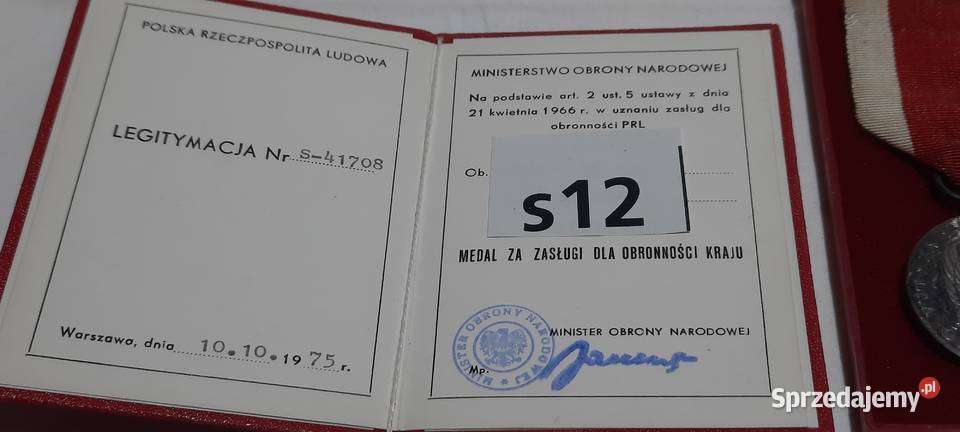 POLSKA RZECZPOSPOLITA LUDOWA
LEGITYMACJA Nr S-41708
Warszawa, dnia 10.10.1975 r.
MINISTERSTWO OBRONY NARODOWEJ
Na podstawie art. 2 ust. 5 ustawy z dnia
21 kwietnia 1966 r. w uznaniu zasług dla
obronności PRL
Ob.
s12
MEDAL ZA ZASŁUGI DLA OBRONNOŚCI KRAJU
MINISTER OBRONY NARODOWEJ
MINISTER OBRONY NARODOWEJ
Mp.
Sprzedajemy.pl